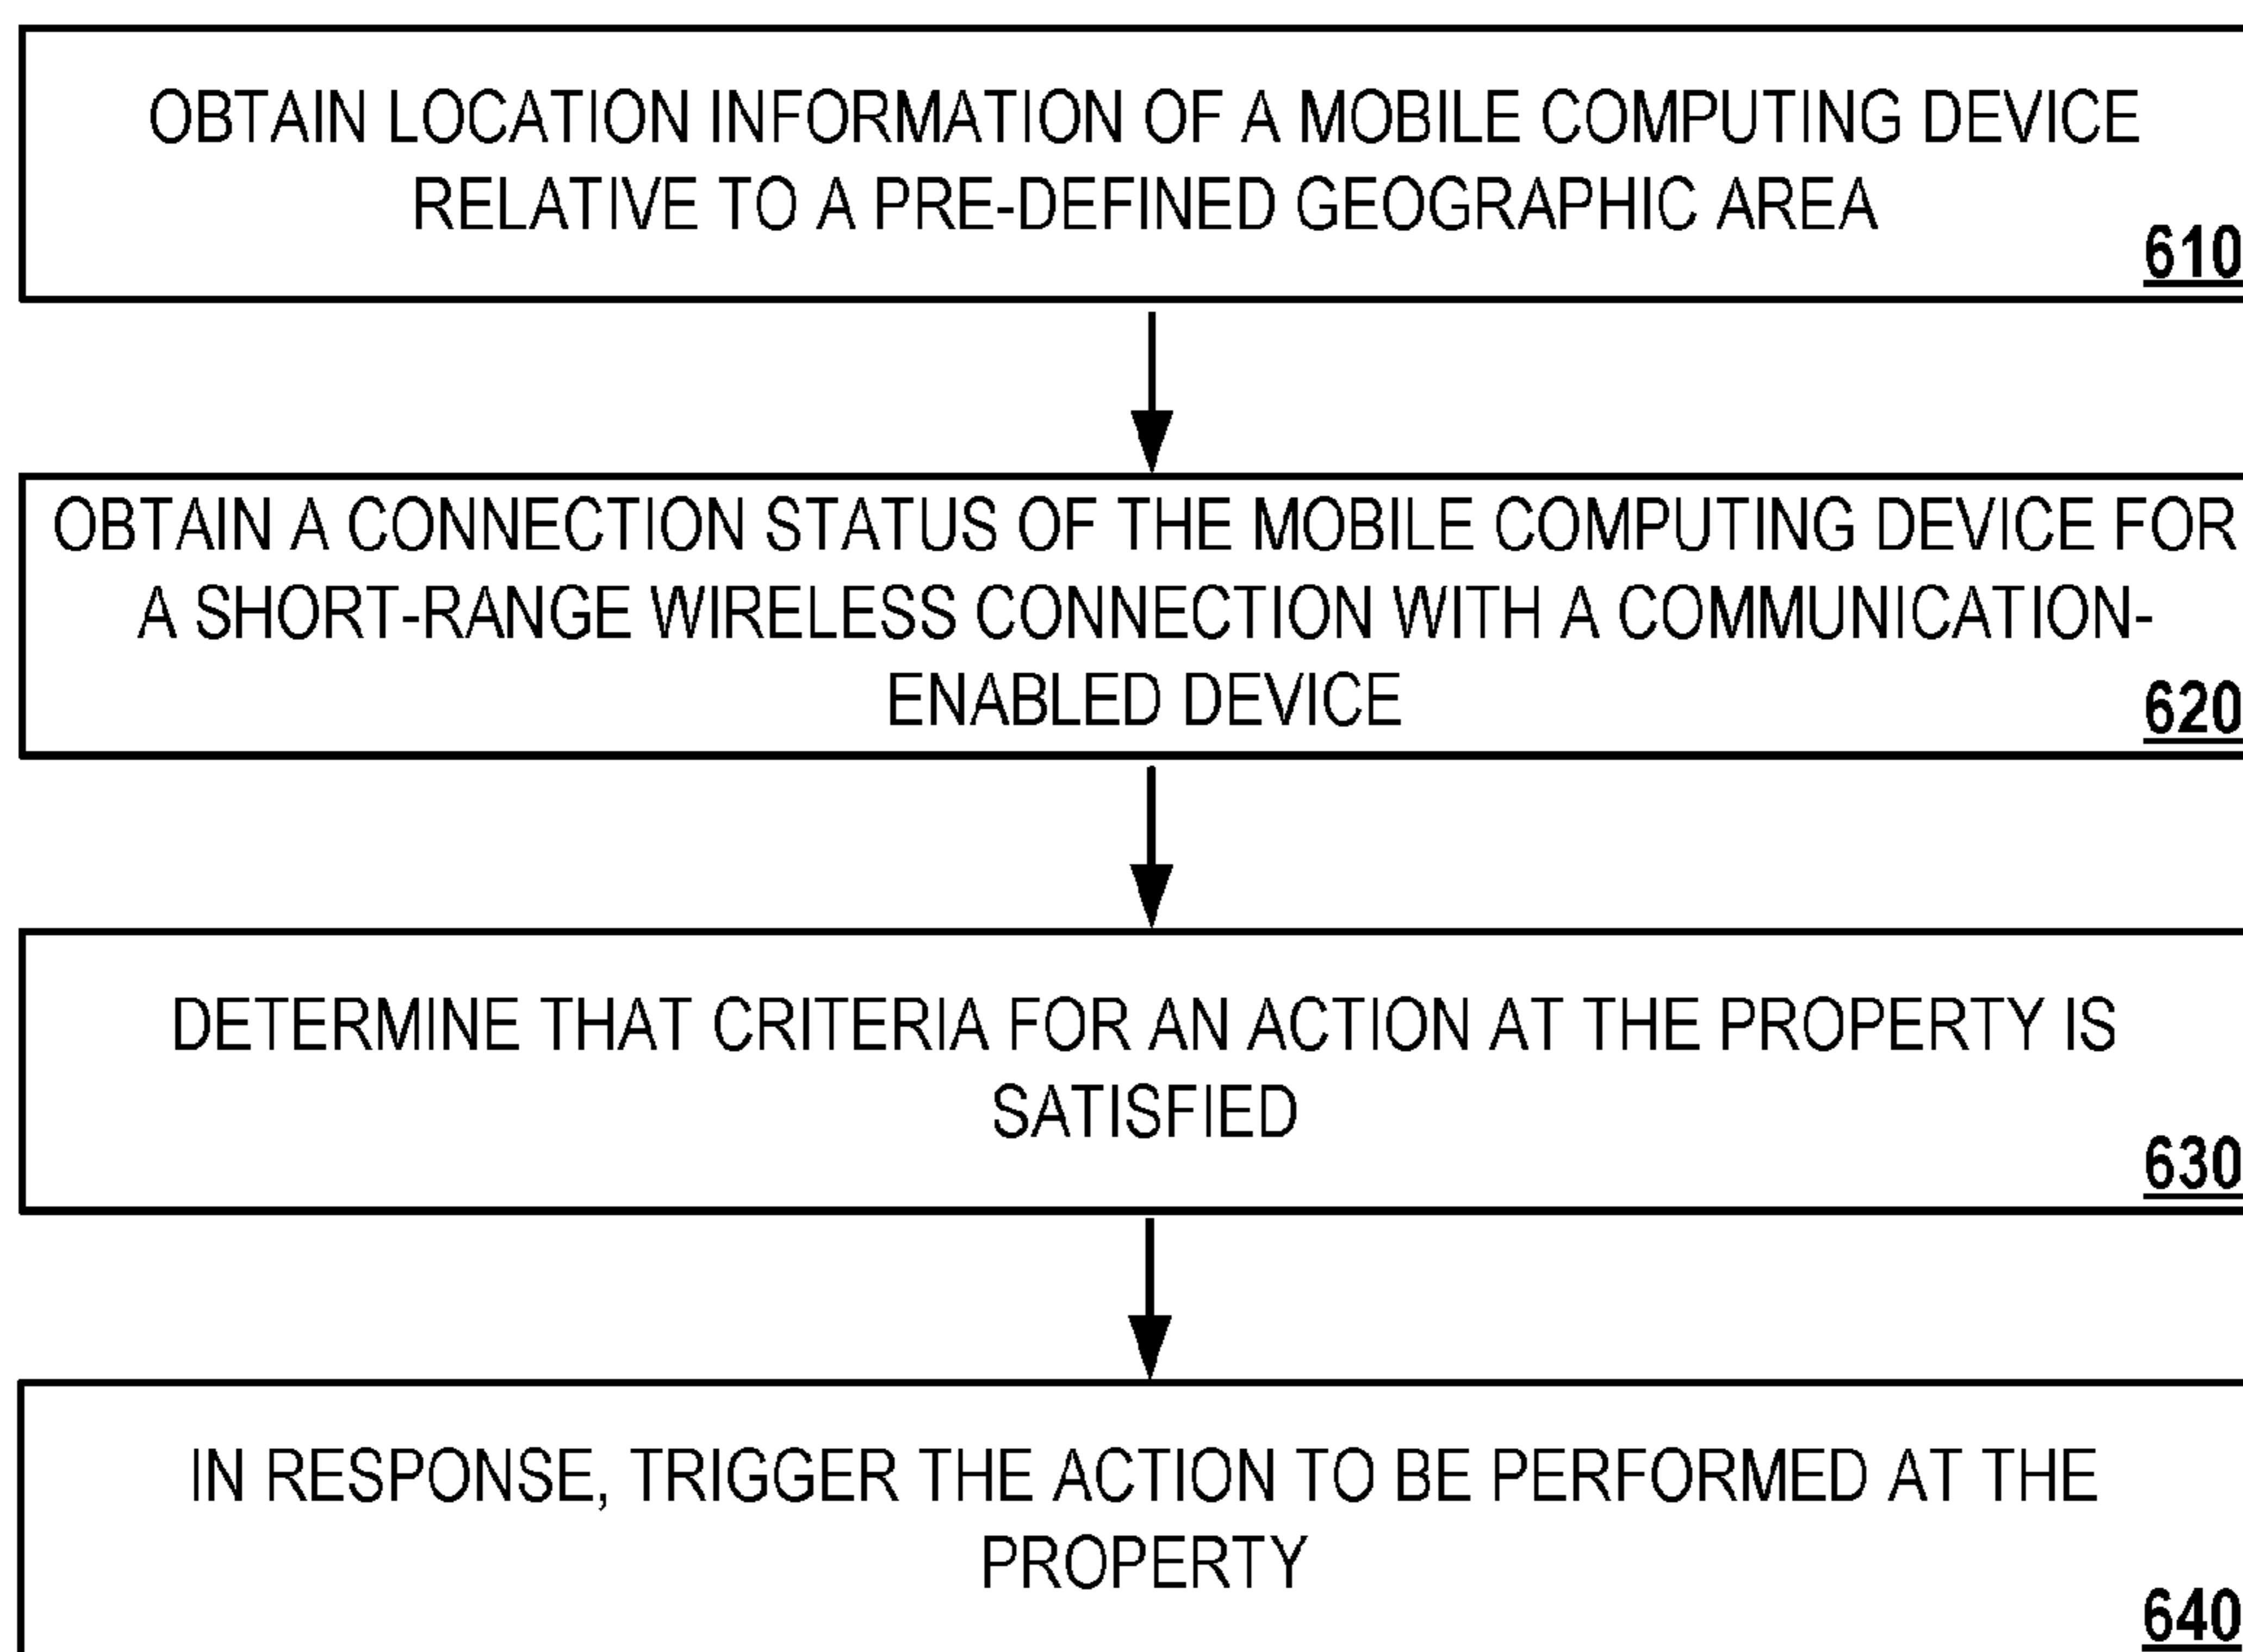 OBTAIN LOCATION INFORMATION OF A MOBILE COMPUTING DEVICE
RELATIVE TO A PRE-DEFINED GEOGRAPHIC AREA
610
OBTAIN A CONNECTION STATUS OF THE MOBILE COMPUTING DEVICE FOR
A SHORT-RANGE WIRELESS CONNECTION WITH A COMMUNICATION-
ENABLED DEVICE
620
DETERMINE THAT CRITERIA FOR AN ACTION AT THE PROPERTY IS
SATISFIED
630
IN RESPONSE, TRIGGER THE ACTION TO BE PERFORMED AT THE
PROPERTY
640